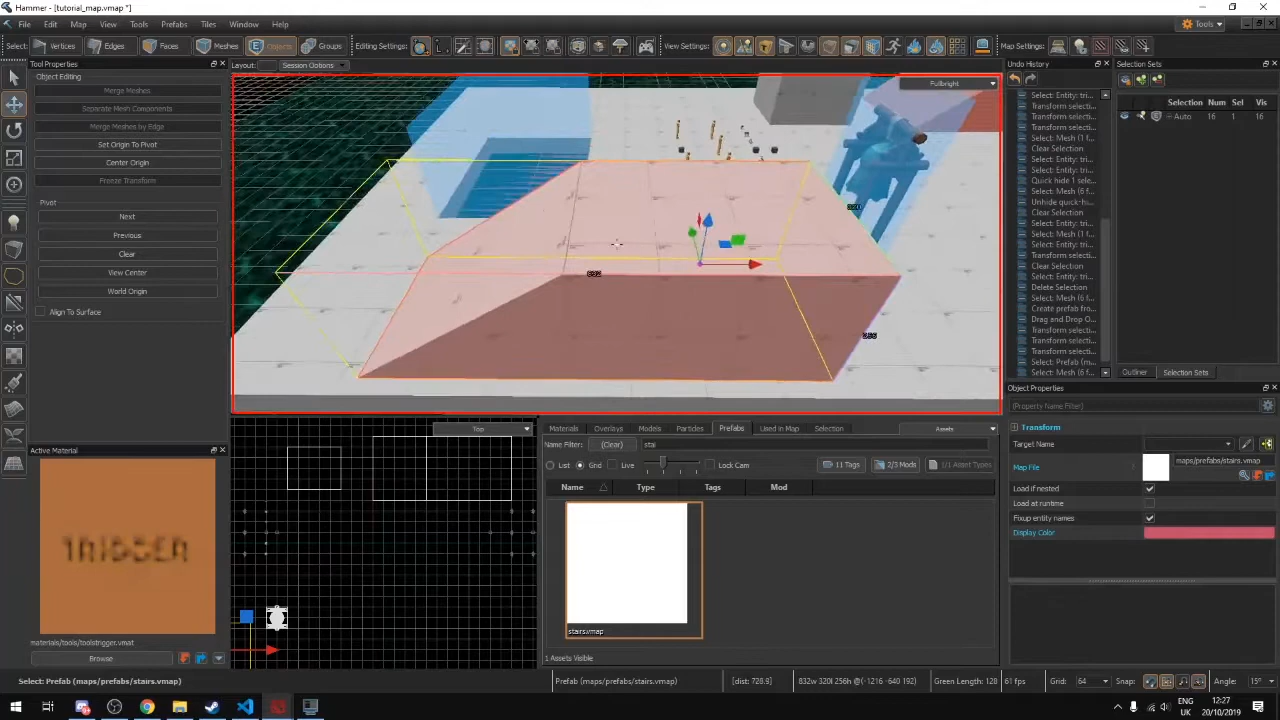 Hammer - [tutorial_map.vmap *]
File Edit Map View Tools Prefabs Tiles Window Help
Select: Vertices Edges Faces Meshes Objects Groups Editing Settings: View Settings: Map Settings: Tools
Tool Properties
Layout: Session Options
Undo History
Selection Sets
Object Editing
Merge Meshes
Separate Mesh Components
Merge Meshes by Edge
Set Origin To Pivot
Center Origin
Freeze Transform
Pivot
Next
Previous
Clear
View Center
World Origin
Align To Surface
Fullbright
Select: Entity: tri...
Transform selecti...
Transform selecti...
Select: Mesh (1 f...
Clear Selection
Select: Entity: tri...
Select: Entity: tri...
Quick hide 1 sele...
Select: Mesh (6 f...
Unhide quick-hi...
Clear Selection
Select: Entity: tri...
Select: Mesh (1 f...
Select: Entity: tri...
Transform selecti...
Clear Selection
Select: Entity: tri...
Delete Selection
Select: Mesh (6 f...
Create prefab fro...
Drag and Drop O...
Transform selecti...
Transform selecti...
Transform selecti...
Select: Prefab (m...
Select: Mesh (6 f...
Selection Num Sel Vis
Auto 16 1 16
Outliner Selection Sets
Object Properties
(Property Name Filter)
Transform
Target Name
Map File maps/prefabs/stairs.vmap
Load if nested
Load at runtime
Fixup entity names
Display Color
Active Material
TRIGGER
materials/tools/toolstrigger.vmat
Browse
Top
Materials Overlays Models Particles Prefabs Used in Map Selection Assets
Name Filter: (Clear) stai
List Grid Live Lock Cam 11 Tags 2/3 Mods 1/1 Asset Types
Name Type Tags Mod
stairs.vmap
1 Assets Visible
Select: Prefab (maps/prefabs/stairs.vmap) Prefab (maps/prefabs/stairs.vmap) [dist: 728.9] 832w 320l 256h @(-1216 -640 192) Green Length: 128 61 fps Grid: 64 Snap: Angle: 15°
ENG
UK
12:27
20/10/2019